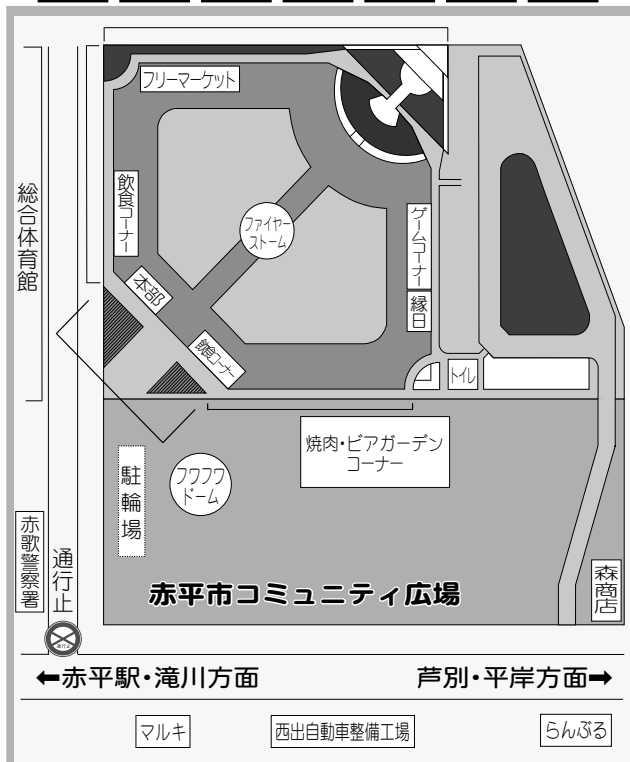 フリーマーケット
総合体育館
飲食コーナー
ファイヤー
ストーム
ゲームコーナー
縁日
本部
飲食コーナー
トイレ
焼肉・ビアガーデン
コーナー
駐輪場
フワフワ
ドーム
赤歌警察署
通行止
森商店
赤平市コミュニティ広場
通行止
←赤平駅・滝川方面
芦別・平岸方面→
マルキ
西出自動車整備工場
らんぶる